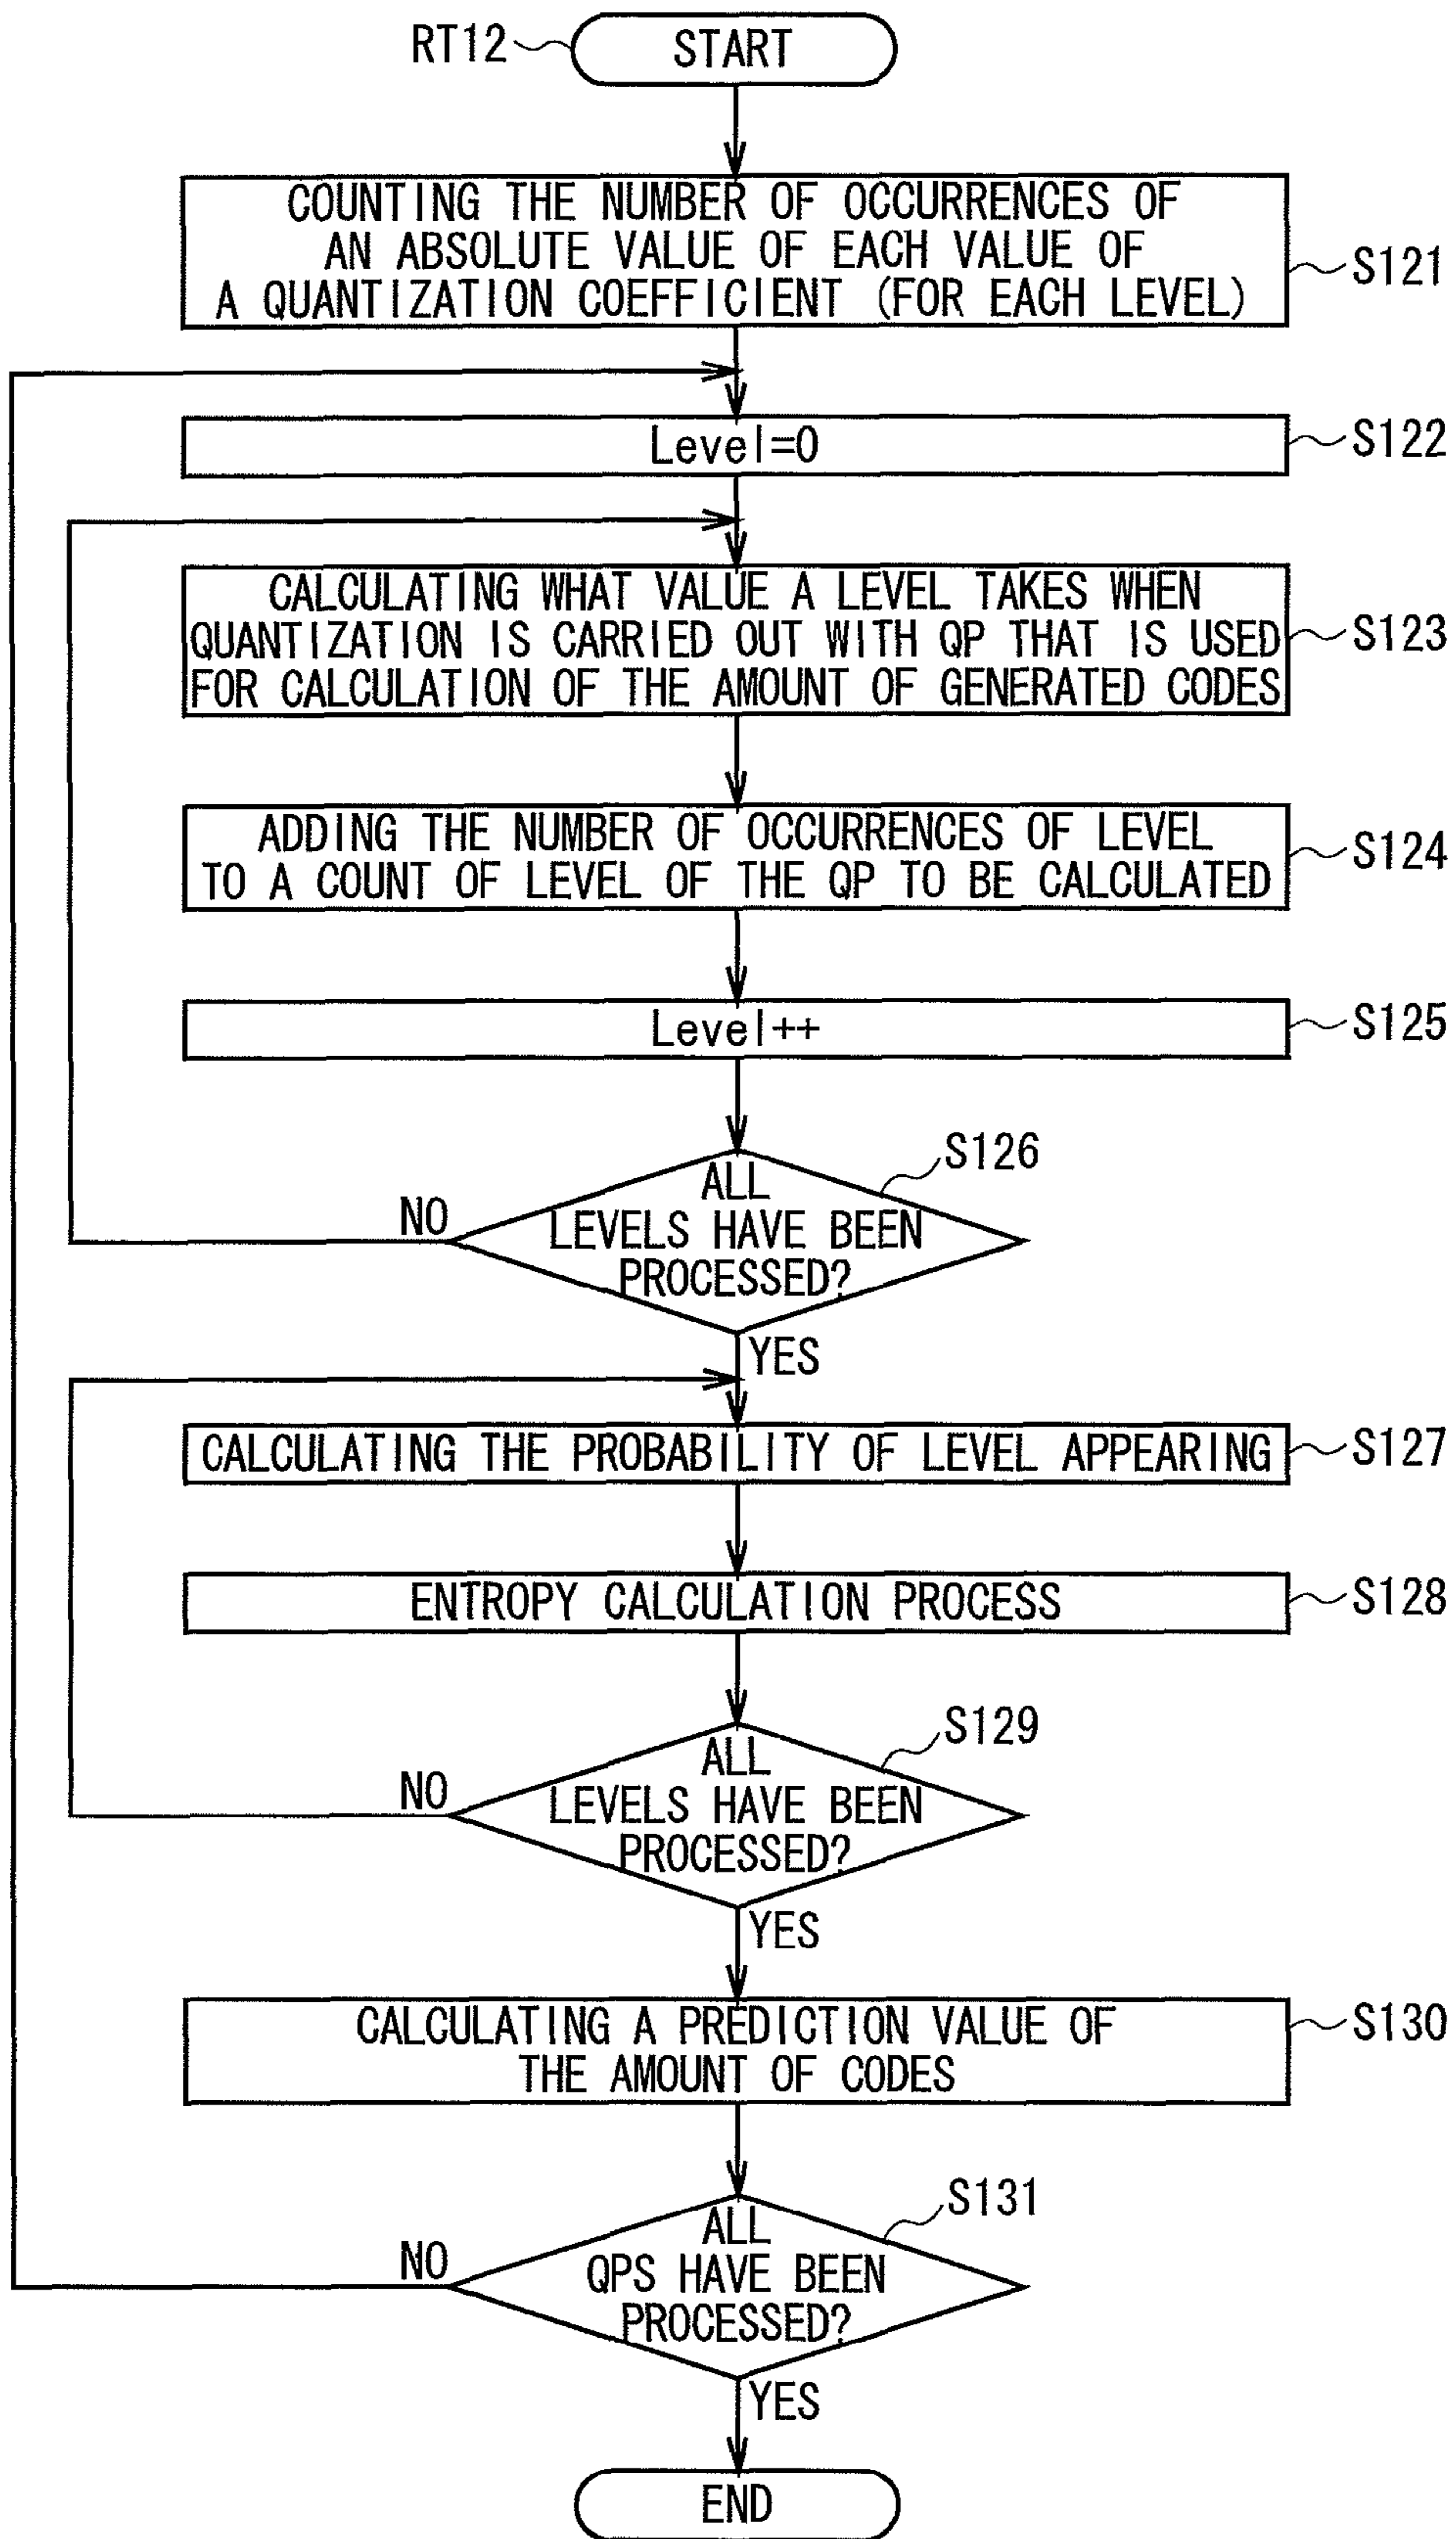 RT12
START
COUNTING THE NUMBER OF OCCURRENCES OF
AN ABSOLUTE VALUE OF EACH VALUE OF
A QUANTIZATION COEFFICIENT (FOR EACH LEVEL)
S121
Level=0
S122
CALCULATING WHAT VALUE A LEVEL TAKES WHEN
QUANTIZATION IS CARRIED OUT WITH QP THAT IS USED
FOR CALCULATION OF THE AMOUNT OF GENERATED CODES
S123
ADDING THE NUMBER OF OCCURRENCES OF LEVEL
TO A COUNT OF LEVEL OF THE QP TO BE CALCULATED
S124
Level++
S125
S126
ALL
LEVELS HAVE BEEN
PROCESSED?
NO
YES
CALCULATING THE PROBABILITY OF LEVEL APPEARING
S127
ENTROPY CALCULATION PROCESS
S128
S129
ALL
LEVELS HAVE BEEN
PROCESSED?
NO
YES
CALCULATING A PREDICTION VALUE OF
THE AMOUNT OF CODES
S130
S131
ALL
QPS HAVE BEEN
PROCESSED?
NO
YES
END